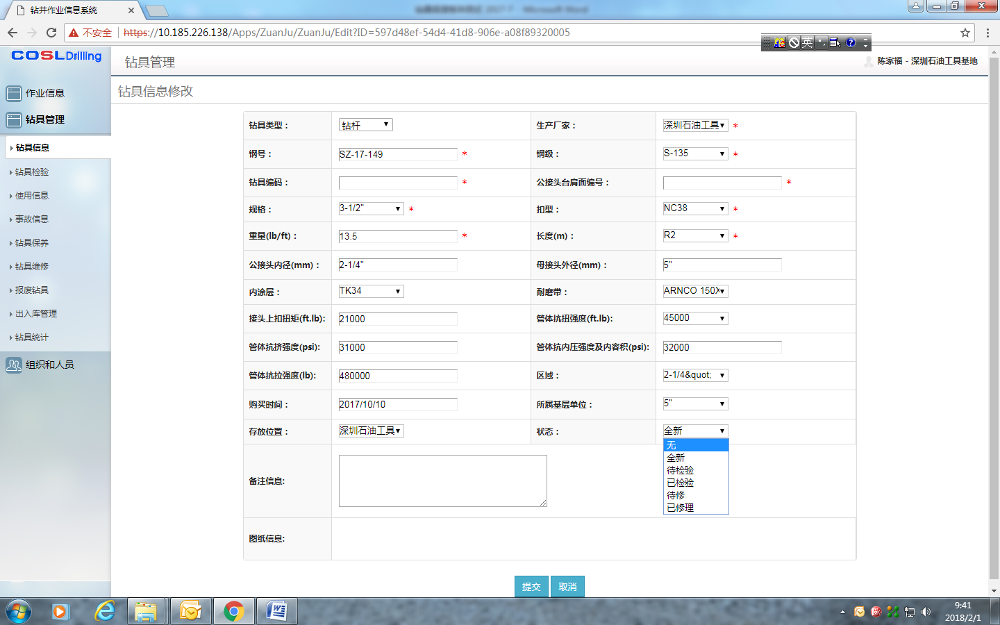 钻井作业信息系统
不安全 https://10.185.226.138/Apps/ZuanJu/ZuanJu/Edit?ID=597d48ef-54d4-41d8-906e-a08f89320005
英
COSL Drilling
钻具管理
陈家福 - 深圳石油工具基地
作业信息
钻具管理
钻具信息
钻具检验
使用信息
事故信息
钻具保养
钻具维修
报废钻具
出入库管理
钻具统计
组织和人员
钻具信息修改
钻具类型： 钻杆 生产厂家： 深圳石油工具 *
钢号： SZ-17-149 * 钢级： S-135 *
钻具编码： * 公接头台肩面编号： *
规格： 3-1/2" * 扣型： NC38 *
重量(lb/ft)： 13.5 * 长度(m)： R2 *
公接头内径(mm)： 2-1/4" 母接头外径(mm)： 5"
内涂层： TK34 耐磨带： ARNCO 150X
接头上扣扭矩(ft.lb): 21000 管体抗扭强度(ft.lb): 45000
管体抗挤强度(psi): 31000 管体抗内压强度及内容积(psi): 32000
管体抗拉强度(lb): 480000 区域： 2-1/4&quot;
购买时间： 2017/10/10 所属基层单位： 5"
存放位置： 深圳石油工具 状态： 全新
无
全新
待检验
已检验
待修
已修理
备注信息:
图纸信息:
提交 取消
9:41
2018/2/1